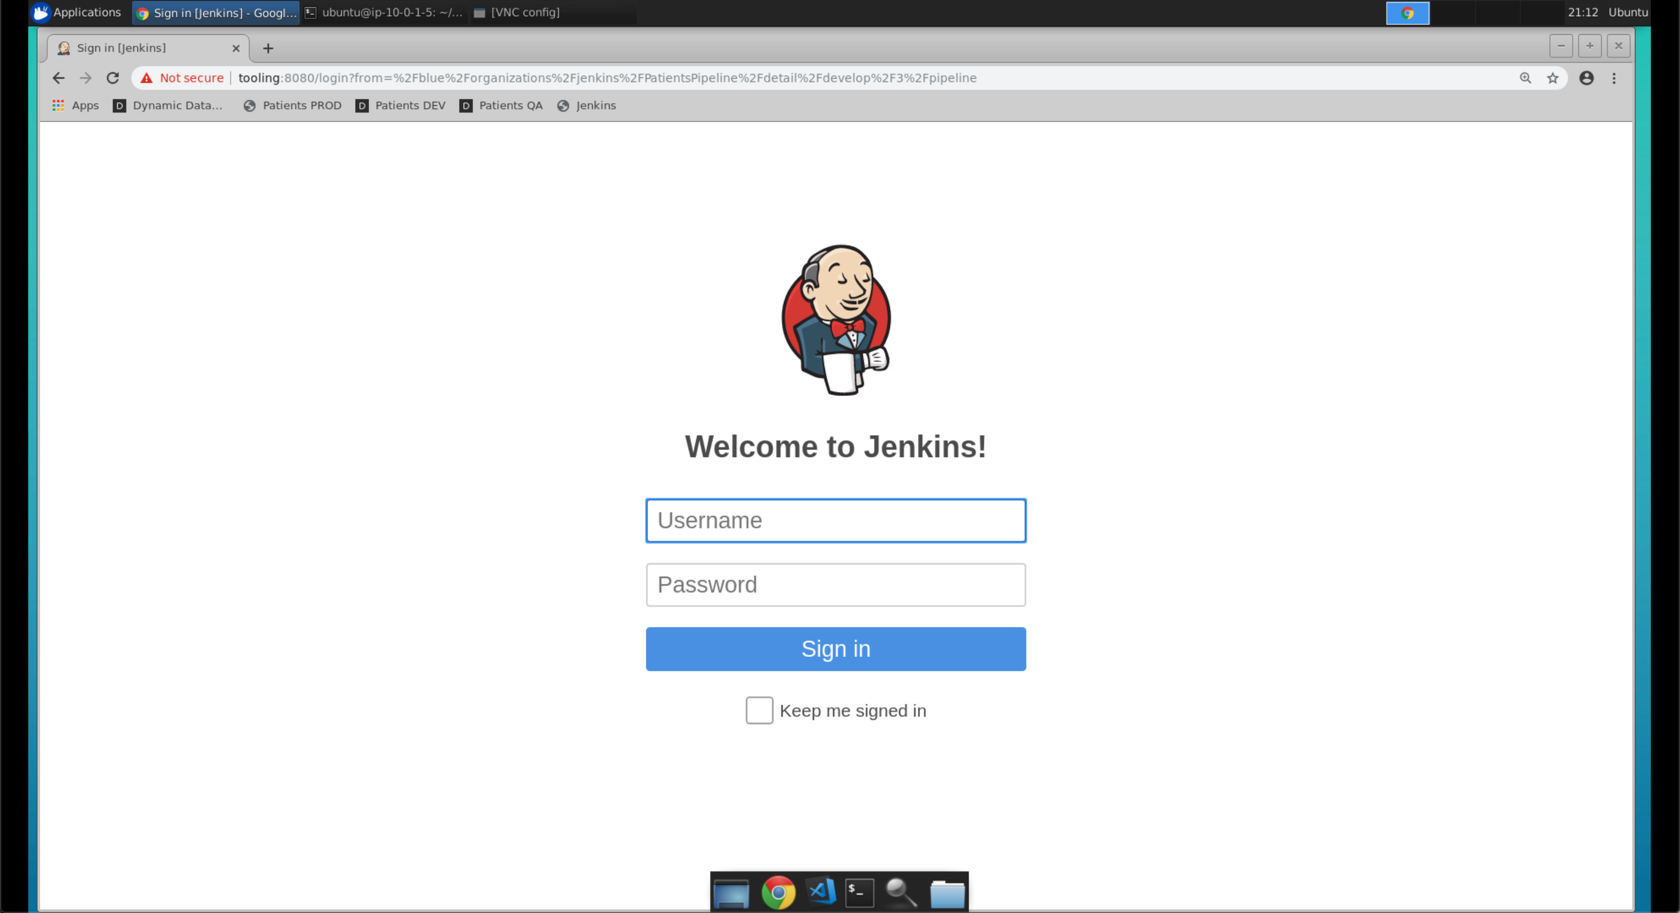 Applications Sign in [Jenkins] - Googl... ubuntu@ip-10-0-1-5: ~/... [VNC config] 21:12 Ubuntu
Sign in [Jenkins]
Not secure tooling:8080/login?from=%2Fblue%2Forganizations%2Fjenkins%2FPatientsPipeline%2Fdetail%2Fdevelop%2F3%2Fpipeline
Apps D Dynamic Data... Patients PROD D Patients DEV D Patients QA Jenkins
Welcome to Jenkins!
Username
Password
Sign in
Keep me signed in
$_